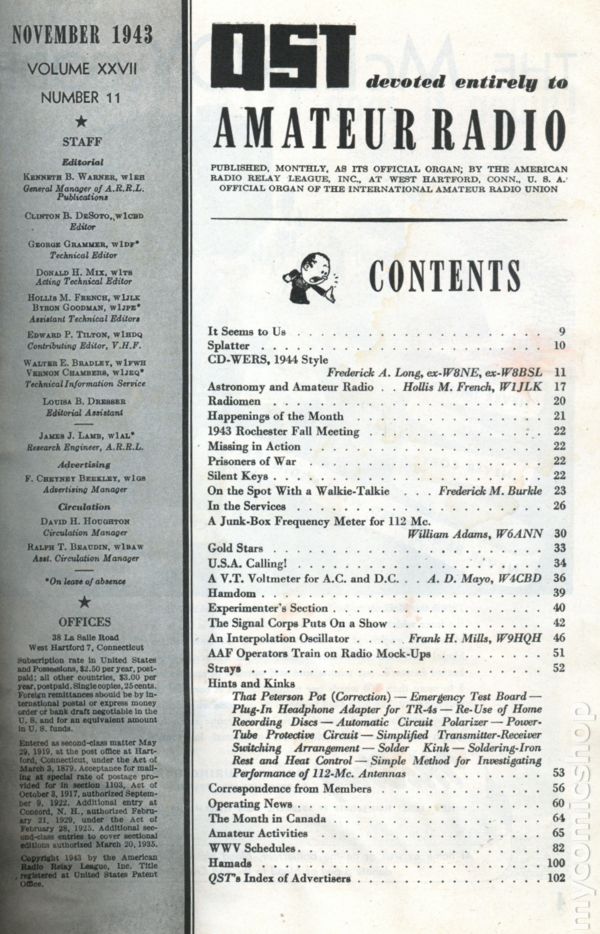 NOVEMBER 1943
VOLUME XXVII
NUMBER 11
STAFF
Editorial
KENNETH B. WARNER, W1EH
General Manager of A.R.R.L.
Publications
CLINTON B. DESOTO, W1CBD
Editor
GEORGE GRAMMER, W1DF*
Technical Editor
DONALD H. MIX, W1TS
Acting Technical Editor
HOLLIS M. FRENCH, W1JLK
BYRON GOODMAN, W1JPE*
Assistant Technical Editors
EDWARD P. TILTON, W1HDQ
Contributing Editor, V.H.F.
WALTER E. BRADLEY, W1FWH
VERNON CHAMBERS, W1JEQ*
Technical Information Service
LOUISA B. DRESSER
Editorial Assistant
JAMES J. LAMB, W1AL*
Research Engineer, A.R.R.L.
Advertising
F. CHEYNEY BEEKLEY, W1GS
Advertising Manager
Circulation
DAVID H. HOUGHTON
Circulation Manager
RALPH T. BEAUDIN, W1BAW
Asst. Circulation Manager
*On leave of absence
OFFICES
38 La Salle Road
West Hartford 7, Connecticut
Subscription rate in United States
and Possessions, $2.50 per year, post-
paid; all other countries, $3.00 per
year, postpaid. Single copies, 25 cents.
Foreign remittances should be by in-
ternational postal or express money
order or bank draft negotiable in the
U. S. and for an equivalent amount
in U. S. funds.
Entered as second-class matter May
29, 1919, at the post office at Hart-
ford, Connecticut, under the Act of
March 3, 1879. Acceptance for mail-
ing at special rate of postage pro-
vided for in section 1103, Act of
October 3, 1917, authorized Septem-
ber 9, 1922. Additional entry at
Concord, N. H., authorized Febru-
ary 21, 1929, under the Act of
February 28, 1925. Additional sec-
ond-class entries to cover sectional
editions authorized March 20, 1935.
Copyright 1943 by the American
Radio Relay League, Inc. Title
registered at United States Patent
Office.
QST devoted entirely to
AMATEUR RADIO
PUBLISHED, MONTHLY, AS ITS OFFICIAL ORGAN; BY THE AMERICAN
RADIO RELAY LEAGUE, INC., AT WEST HARTFORD, CONN., U. S. A.
OFFICIAL ORGAN OF THE INTERNATIONAL AMATEUR RADIO UNION
CONTENTS
It Seems to Us . . . . . . . . . . 9
Splatter . . . . . . . . . . 10
CD-WERS, 1944 Style
Frederick A. Long, ex-W8NE, ex-W8BSL 11
Astronomy and Amateur Radio . . Hollis M. French, W1JLK 17
Radiomen . . . . . . . . . . 20
Happenings of the Month . . . . . . . . . . 21
1943 Rochester Fall Meeting . . . . . . . . . . 22
Missing in Action . . . . . . . . . . 22
Prisoners of War . . . . . . . . . . 22
Silent Keys . . . . . . . . . . 22
On the Spot With a Walkie-Talkie . . . Frederick M. Burkle 23
In the Services . . . . . . . . . . 26
A Junk-Box Frequency Meter for 112 Mc.
William Adams, W6ANN 30
Gold Stars . . . . . . . . . . 33
U.S.A. Calling! . . . . . . . . . . 34
A V.T. Voltmeter for A.C. and D.C. . . . A. D. Mayo, W4CBD 36
Hamdom . . . . . . . . . . 39
Experimenter's Section . . . . . . . . . . 40
The Signal Corps Puts On a Show . . . . . . . . . . 42
An Interpolation Oscillator . . . . . Frank H. Mills, W9HQH 46
AAF Operators Train on Radio Mock-Ups . . . . . . . . . . 51
Strays . . . . . . . . . . 52
Hints and Kinks
That Peterson Pot (Correction) — Emergency Test Board —
Plug-In Headphone Adapter for TR-4s — Re-Use of Home
Recording Discs — Automatic Circuit Polarizer — Power-
Tube Protective Circuit — Simplified Transmitter-Receiver
Switching Arrangement — Solder Kink — Soldering-Iron
Rest and Heat Control — Simple Method for Investigating
Performance of 112-Mc. Antennas . . . . . . . . . . 53
Correspondence from Members . . . . . . . . . . 56
Operating News . . . . . . . . . . 60
The Month in Canada . . . . . . . . . . 64
Amateur Activities . . . . . . . . . . 65
WWV Schedules . . . . . . . . . . 82
Hamads . . . . . . . . . . 100
QST's Index of Advertisers . . . . . . . . . . 102
mycomicshop